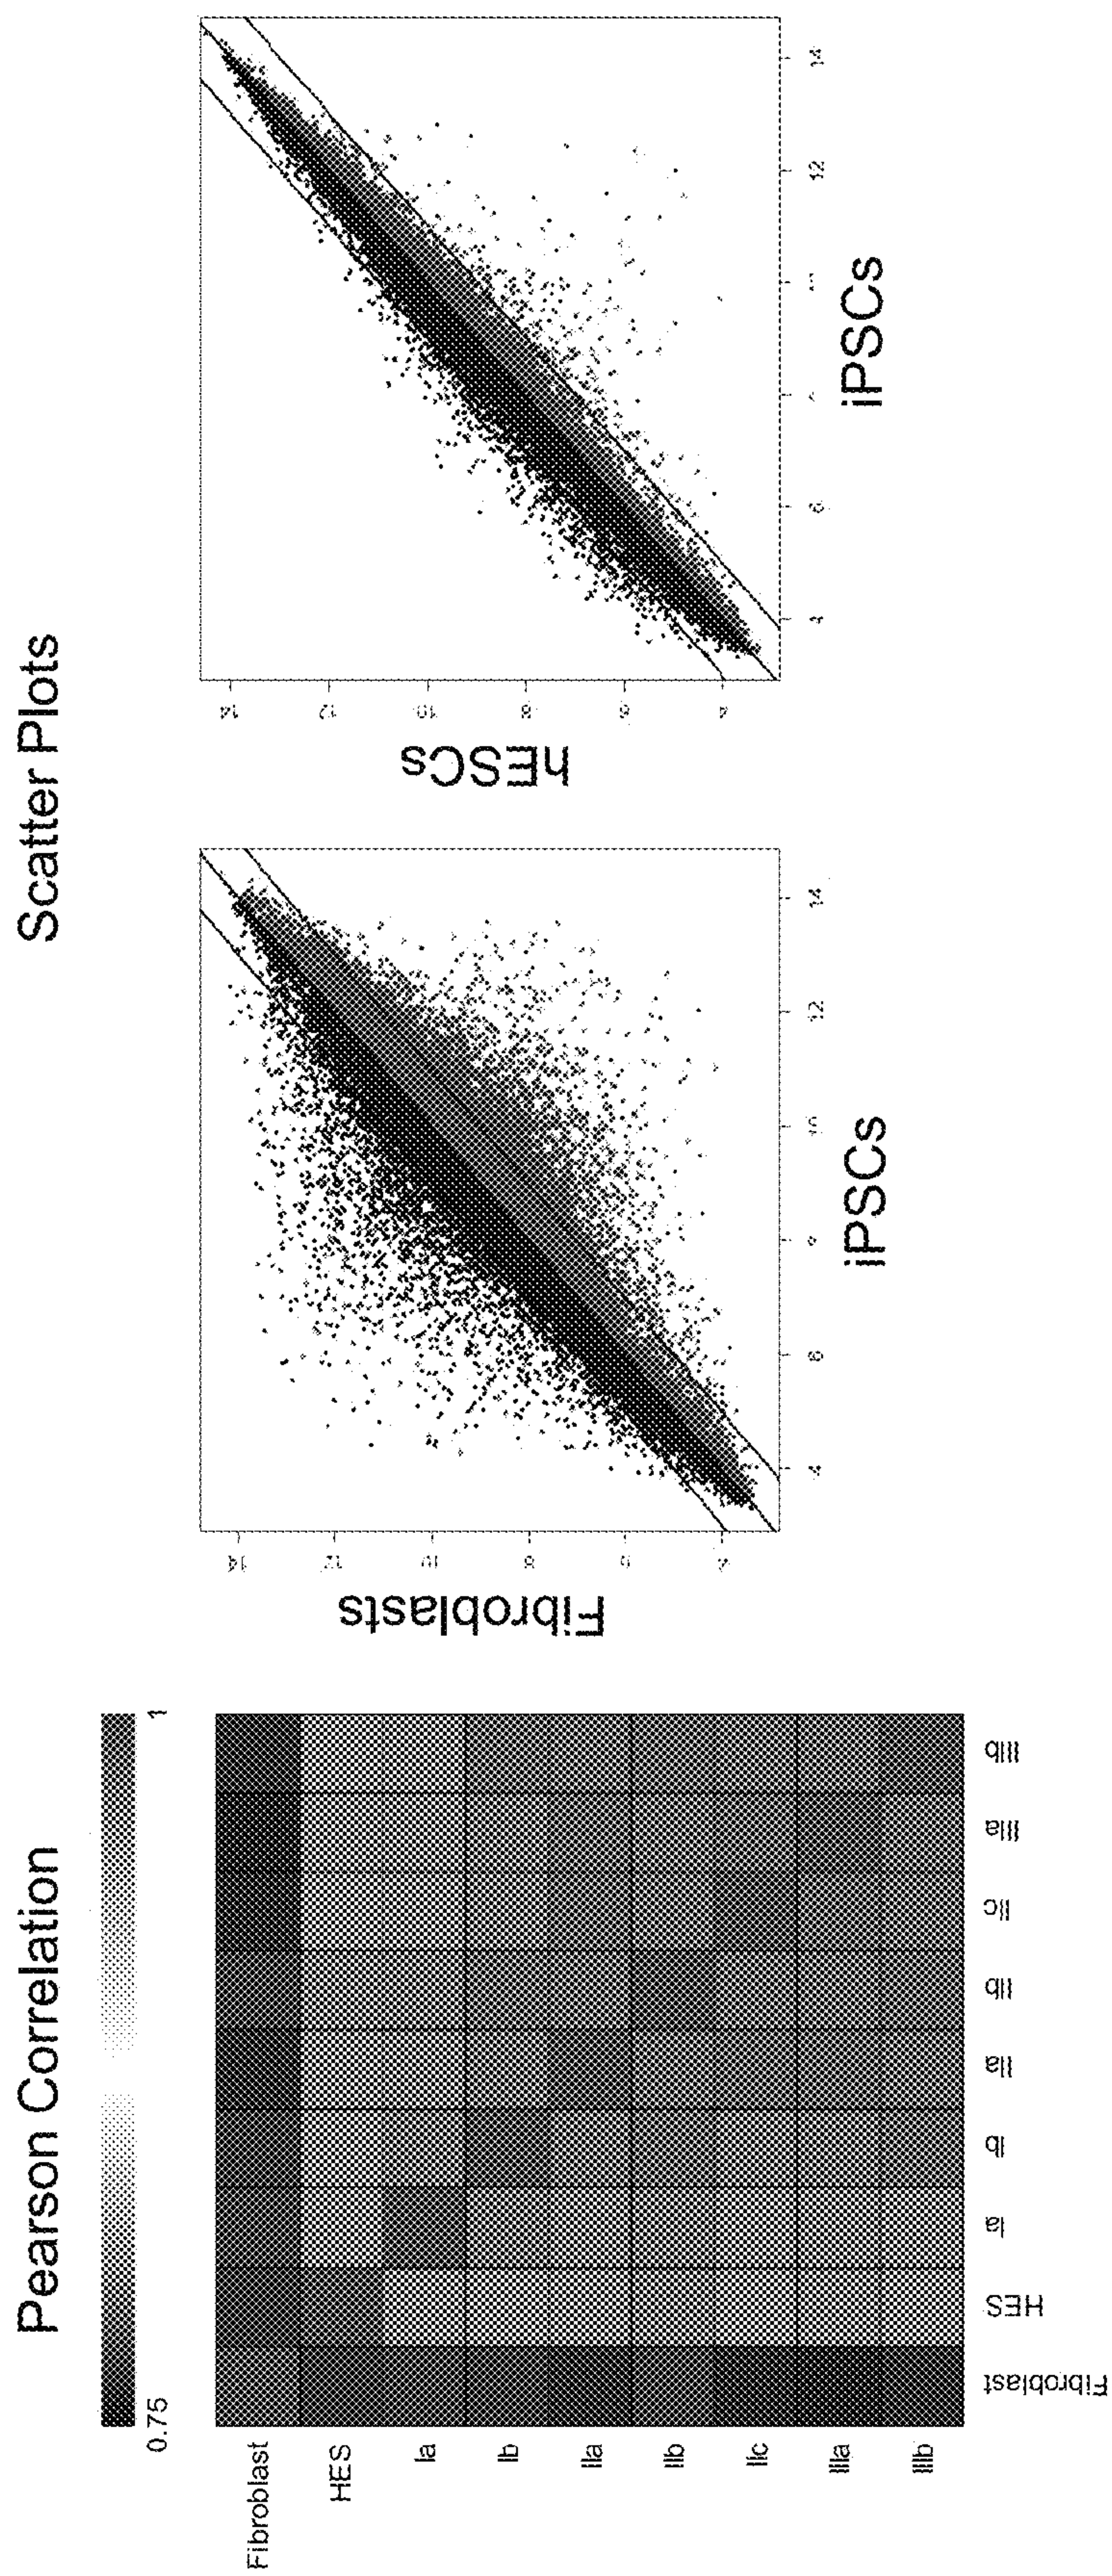 Pearson Correlation
0.75
1
Fibroblast
HES
Ia
Ib
IIa
IIb
IIc
IIIa
IIIb
Fibroblast
HES
Ia
Ib
IIa
IIb
IIc
IIIa
IIIb
Scatter Plots
Fibroblasts
14
12
10
8
6
4
4
6
10
12
14
iPSCs
hESCs
14
12
10
8
6
4
4
6
12
14
iPSCs